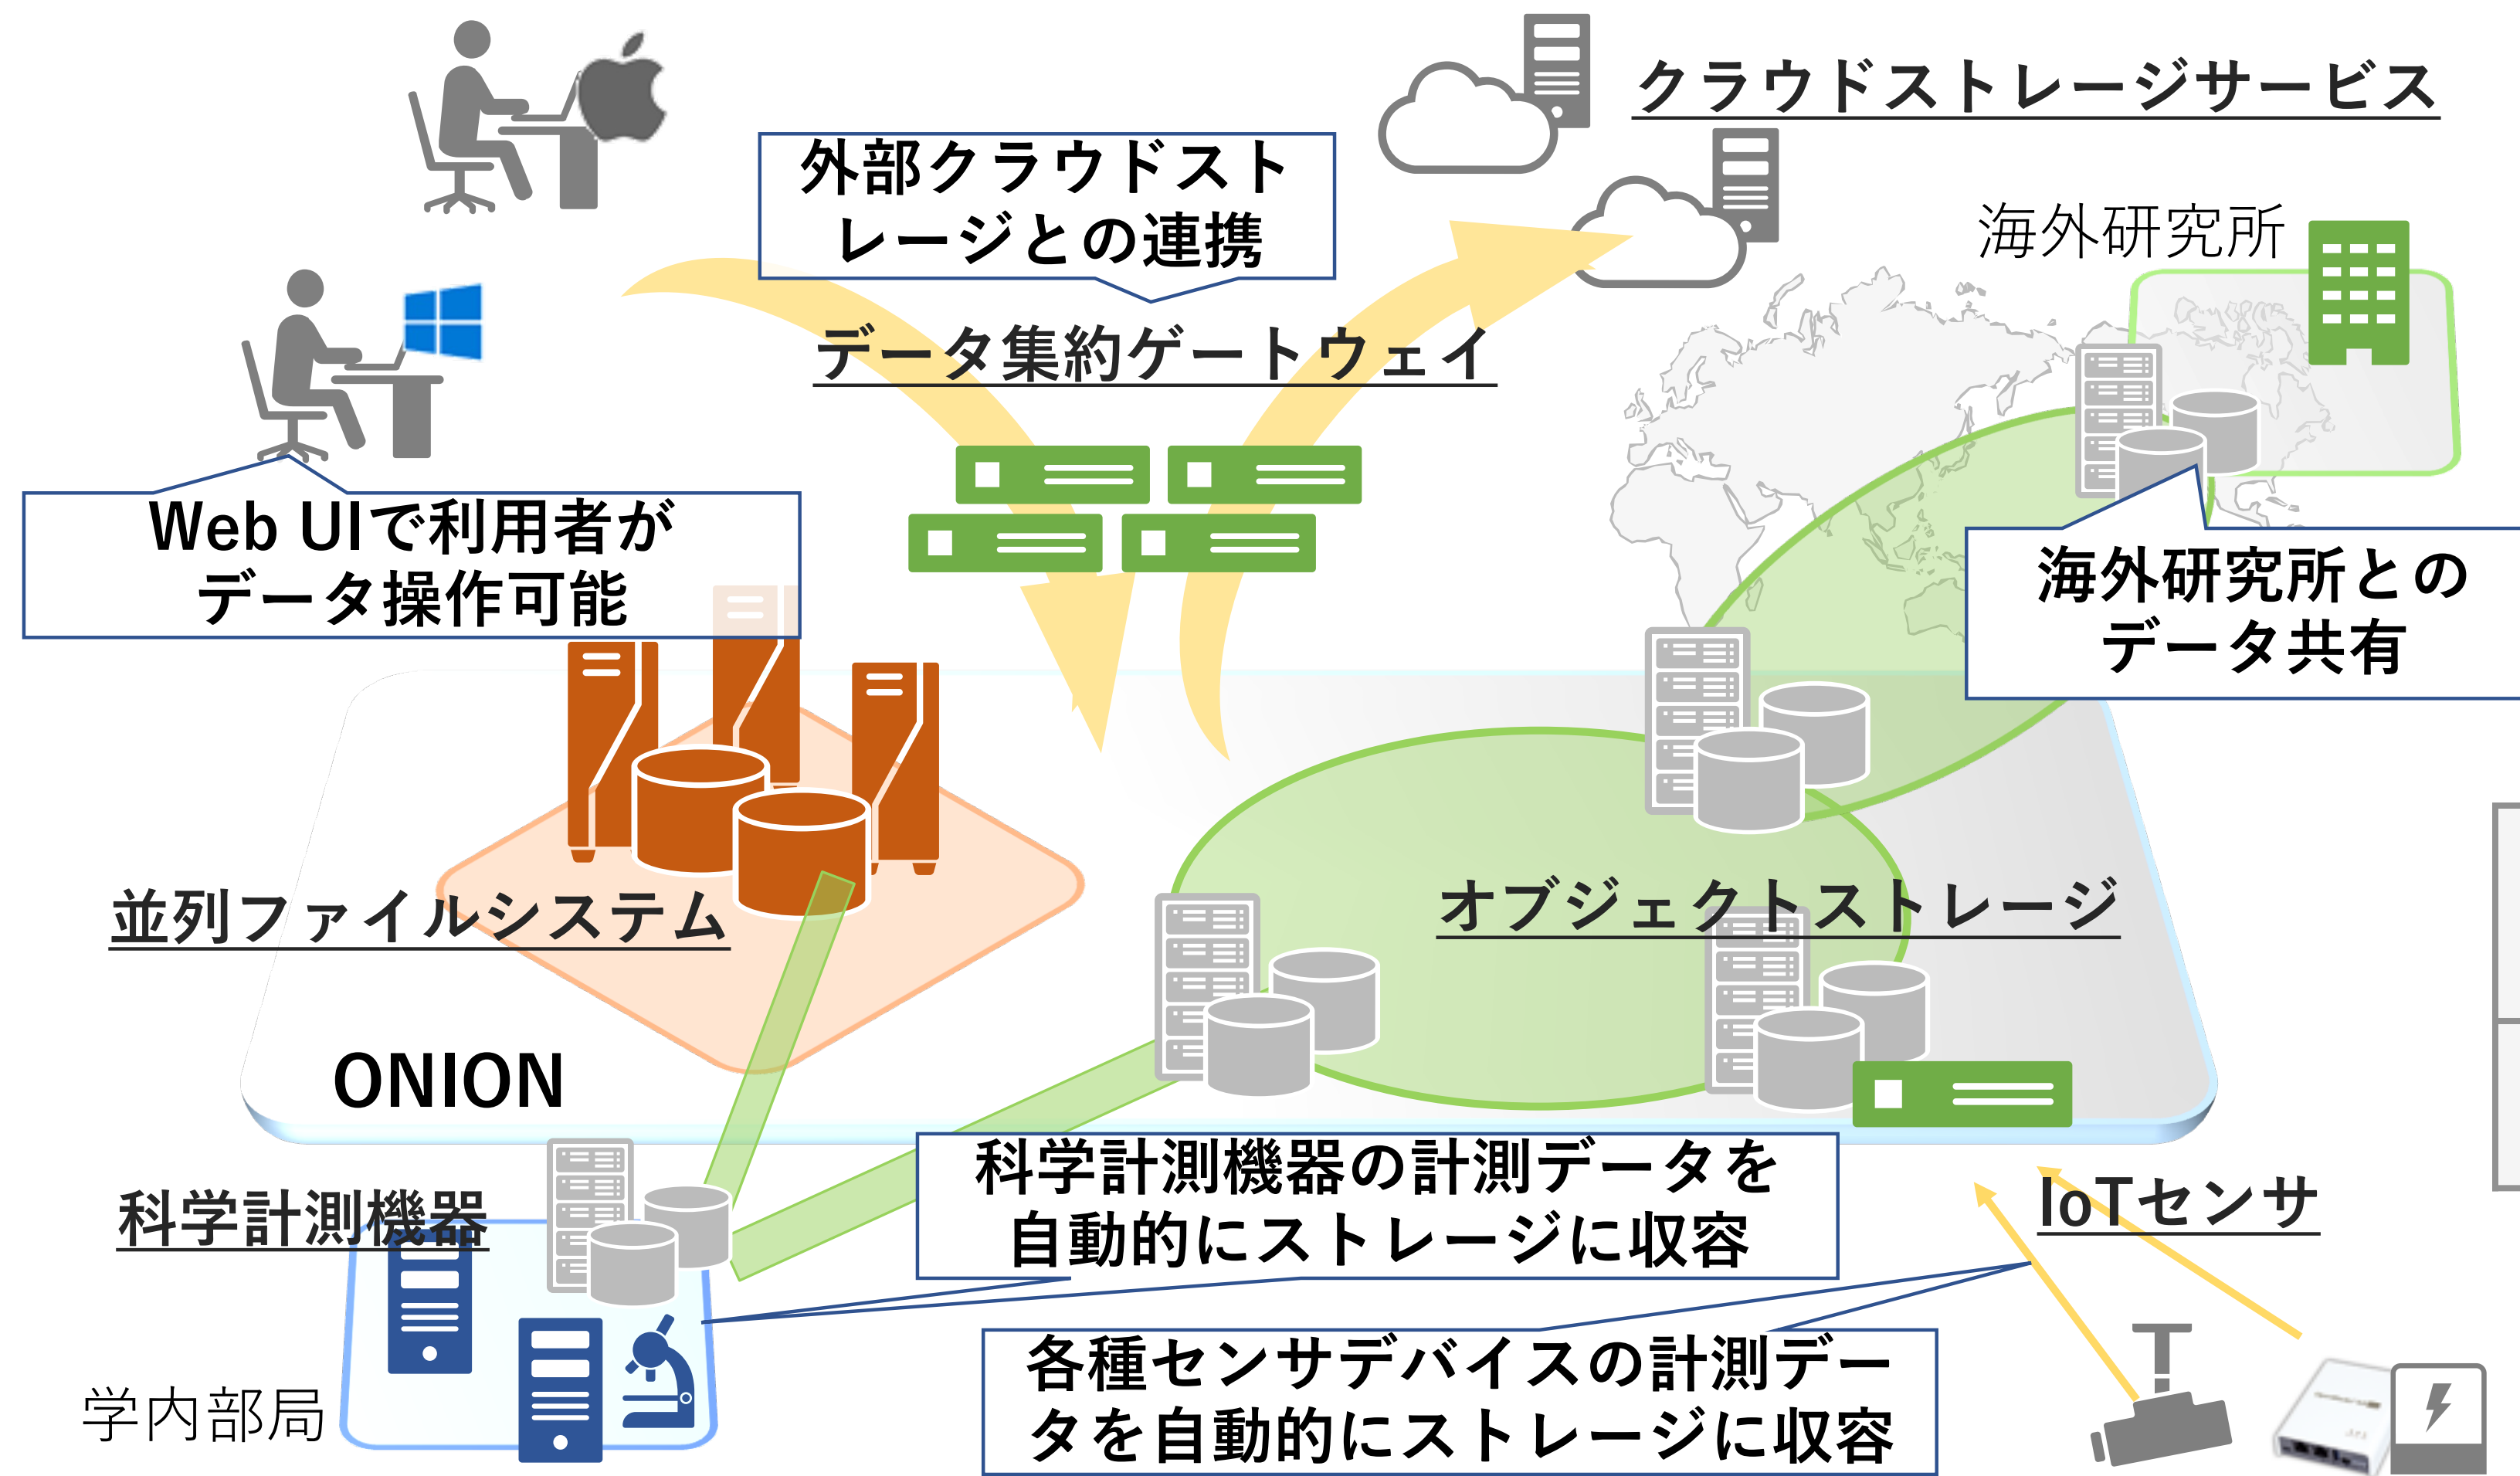 クラウドストレージサービス
外部クラウドスト
レージとの連携
海外研究所
データ集約ゲートウェイ
Web UIで利用者が
データ操作可能
海外研究所との
データ共有
並列ファイルシステム
オブジェクトストレージ
ONION
科学計測機器の計測データを
自動的にストレージに収容
科学計測機器
IoTセンサ
各種センサデバイスの計測デー
タを自動的にストレージに収容
学内部局